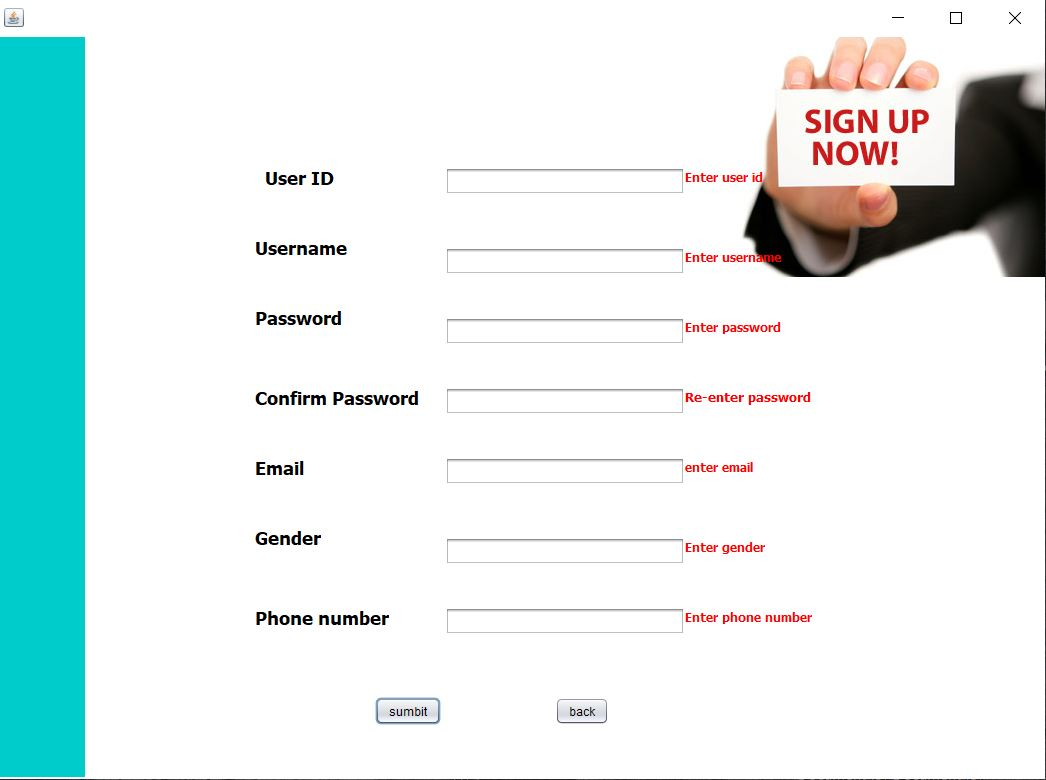 SIGN UP
NOW!
User ID
Enter user id
Username
Enter username
Password
Enter password
Confirm Password
Re-enter password
Email
enter email
Gender
Enter gender
Phone number
Enter phone number
sumbit
back